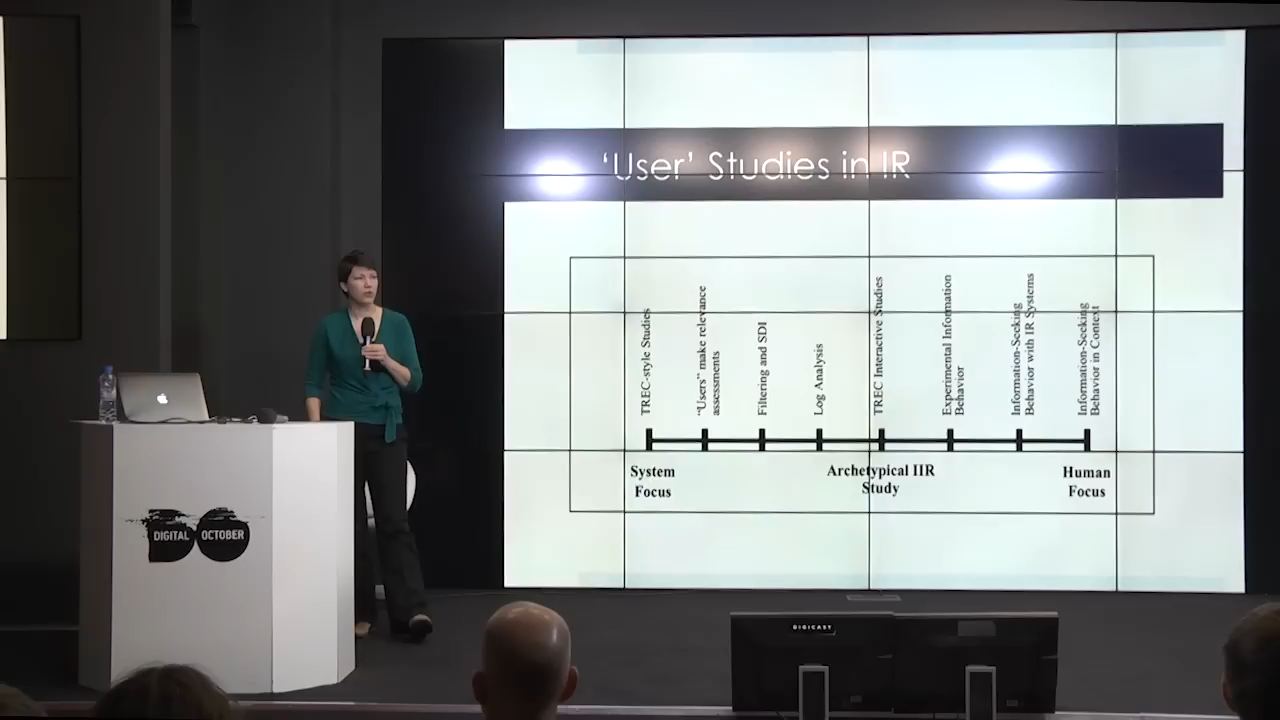 'User' Studies in IR
TREC-style Studies
"Users" make relevance
assessments
Filtering and SDI
Log Analysis
TREC Interactive Studies
Experimental Information
Behavior
Information-Seeking
Behavior with IR Systems
Information-Seeking
Behavior in Context
System
Focus
Archetypical IIR
Study
Human
Focus
DIGITAL OCTOBER
DIGICAST